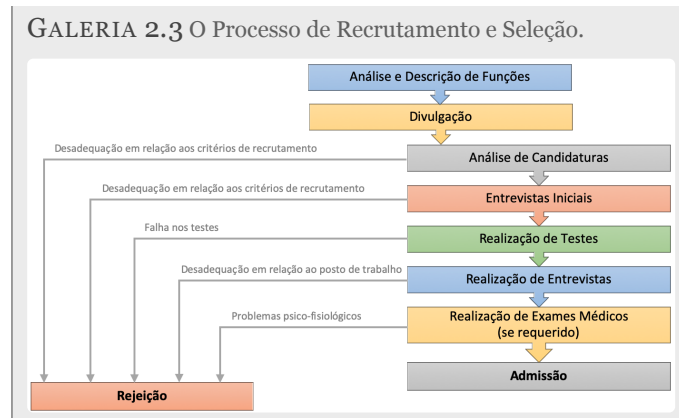 GALERIA 2.3 O Processo de Recrutamento e Seleção.
Análise e Descrição de Funções
Divulgação
Desadequação em relação aos critérios de recrutamento
Análise de Candidaturas
Desadequação em relação aos critérios de recrutamento
Entrevistas Iniciais
Falha nos testes
Realização de Testes
Desadequação em relação ao posto de trabalho
Realização de Entrevistas
Problemas psico-fisiológicos
Realização de Exames Médicos
(se requerido)
Admissão
Rejeição